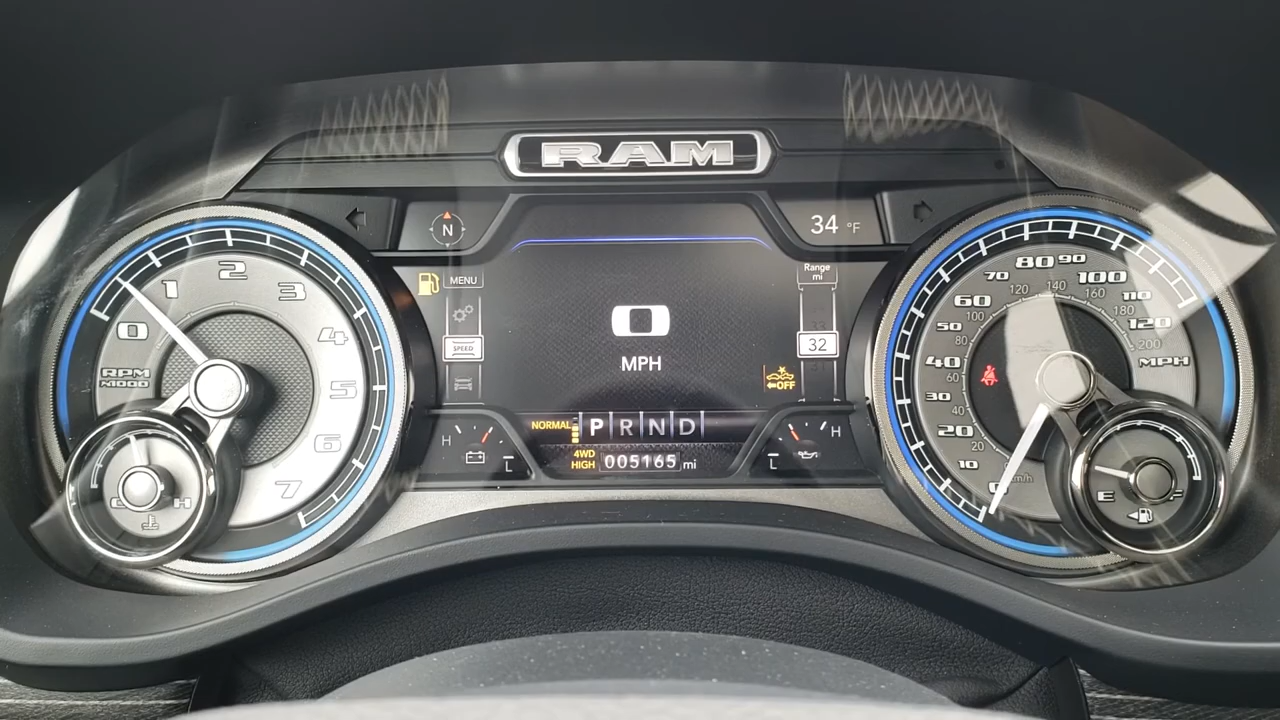 RAM
N
34 °F
MENU
Range
mi
SPEED
32
0
MPH
OFF
NORMAL
P R N D
4WD
HIGH
005165 mi
H
L
H
L
0
1
2
3
4
5
6
7
RPM
X1000
H
0
10
20
30
40
50
60
70
80
90
100
110
120
MPH
20
40
60
80
100
120
140
160
180
200
km/h
E
F